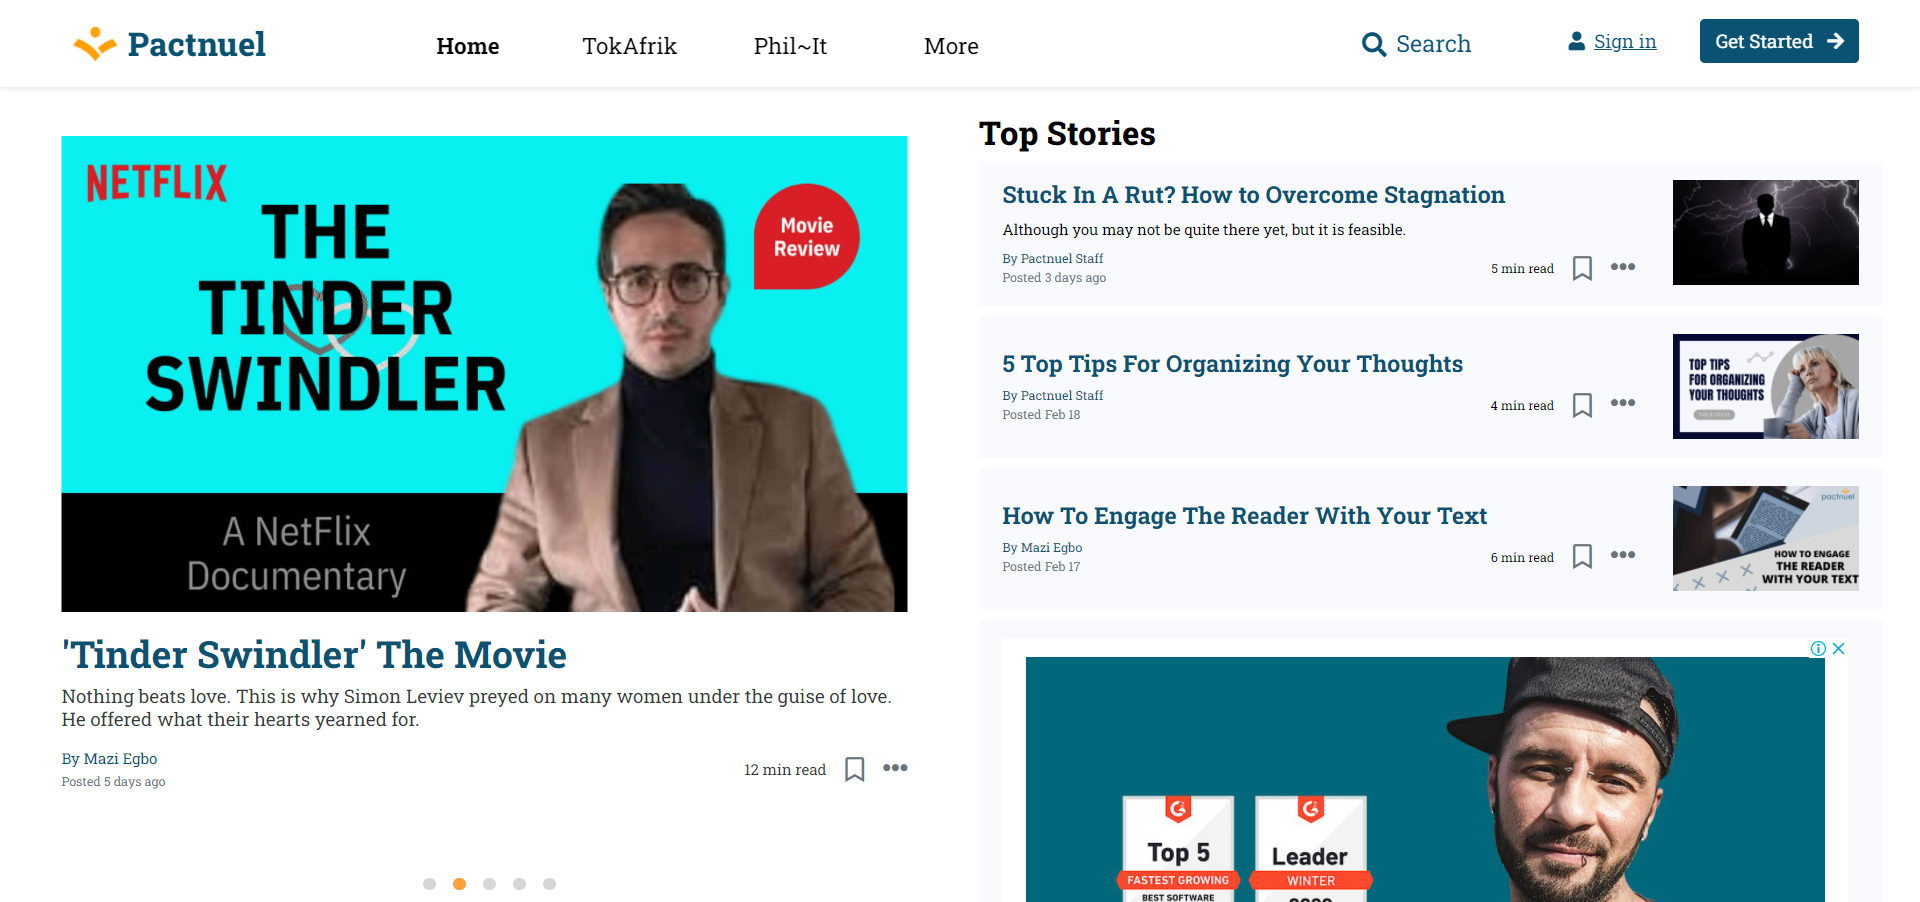 Pactnuel
Home
TokAfrik
Phil~It
More
Search
Sign in
Get Started
NETFLIX
THE
TINDER
SWINDLER
Movie
Review
A NetFlix
Documentary
'Tinder Swindler' The Movie
Nothing beats love. This is why Simon Leviev preyed on many women under the guise of love.
He offered what their hearts yearned for.
By Mazi Egbo
Posted 5 days ago
12 min read
Top Stories
Stuck In A Rut? How to Overcome Stagnation
Although you may not be quite there yet, but it is feasible.
By Pactnuel Staff
Posted 3 days ago
5 min read
5 Top Tips For Organizing Your Thoughts
By Pactnuel Staff
Posted Feb 18
4 min read
TOP TIPS
FOR ORGANIZING
YOUR THOUGHTS
TIPS & TRICKS
How To Engage The Reader With Your Text
By Mazi Egbo
Posted Feb 17
6 min read
pactnuel
HOW TO ENGAGE
THE READER
WITH YOUR TEXT
Top 5
FASTEST GROWING
BEST SOFTWARE
Leader
WINTER